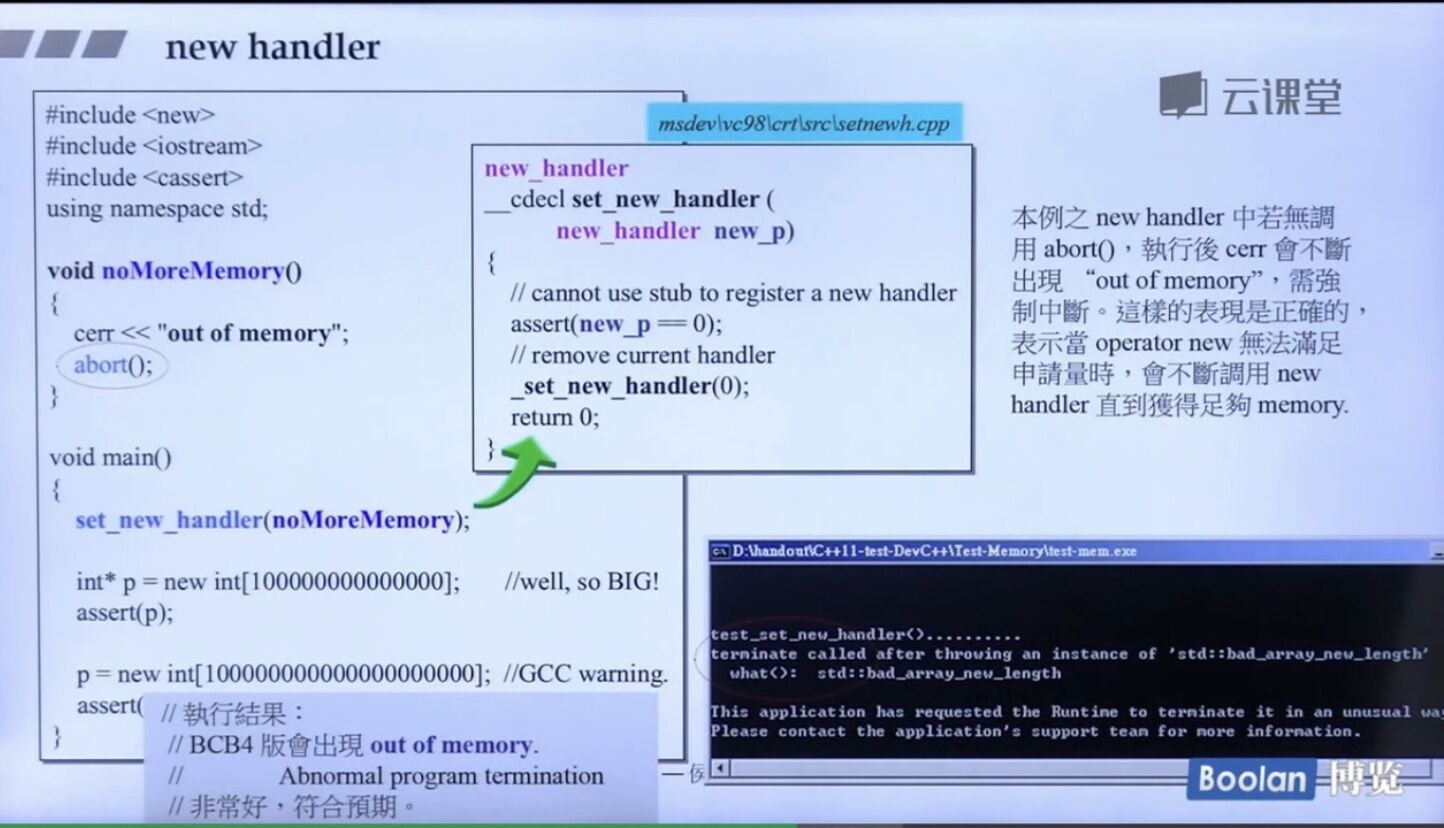 new handler
云课堂
#include <new>
#include <iostream>
#include <cassert>
using namespace std;
void noMoreMemory()
{
cerr << "out of memory";
abort();
}
void main()
{
set_new_handler(noMoreMemory);
int* p = new int[100000000000000]; //well, so BIG!
assert(p);
p = new int[100000000000000000000]; //GCC warning.
assert(
}
// 執行結果：
// BCB4 版會出現 out of memory.
// Abnormal program termination
// 非常好，符合預期。
msdev\vc98\crt\src\setnewh.cpp
new_handler
__cdecl set_new_handler (
new_handler new_p)
{
// cannot use stub to register a new handler
assert(new_p == 0);
// remove current handler
_set_new_handler(0);
return 0;
}
本例之 new handler 中若無調
用 abort()，執行後 cerr 會不斷
出現 “out of memory”，需強
制中斷。這樣的表現是正確的，
表示當 operator new 無法滿足
申請量時，會不斷調用 new
handler 直到獲得足夠 memory.
D:\handout\C++11-test-DevC++\Test-Memory\test-mem.exe
test_set_new_handler()..........
terminate called after throwing an instance of 'std::bad_array_new_length'
what(): std::bad_array_new_length
This application has requested the Runtime to terminate it in an unusual
Please contact the application's support team for more information.
— 侯
Boolan 博览